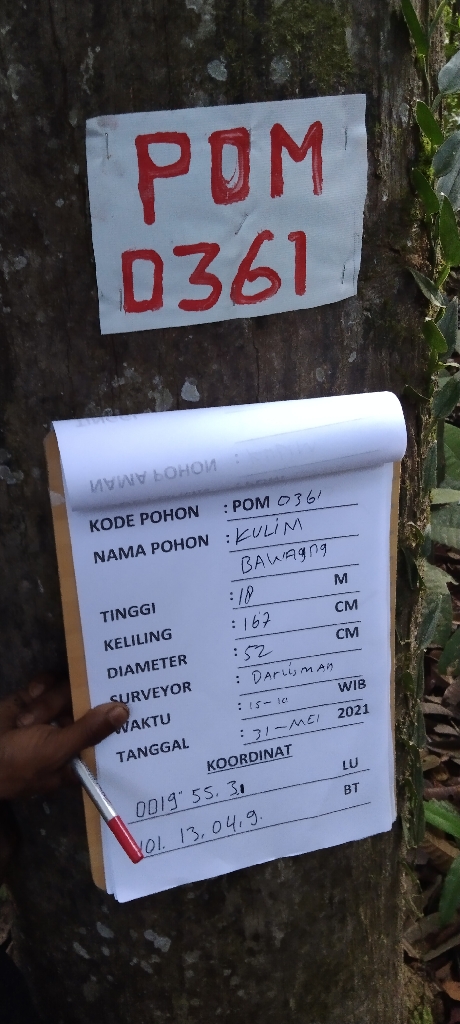 POM
0361
NAMA POHON :
KODE POHON : POM 0361
NAMA POHON : KULIM
BAWAgng
TINGGI : 18 M
KELILING : 167 CM
DIAMETER : 52 CM
SURVEYOR : Darlisman
WAKTU : 15-10 WIB
TANGGAL : 31-MEI 2021
KOORDINAT
0019" 55. 3. LU
101. 13. 04. 9. BT